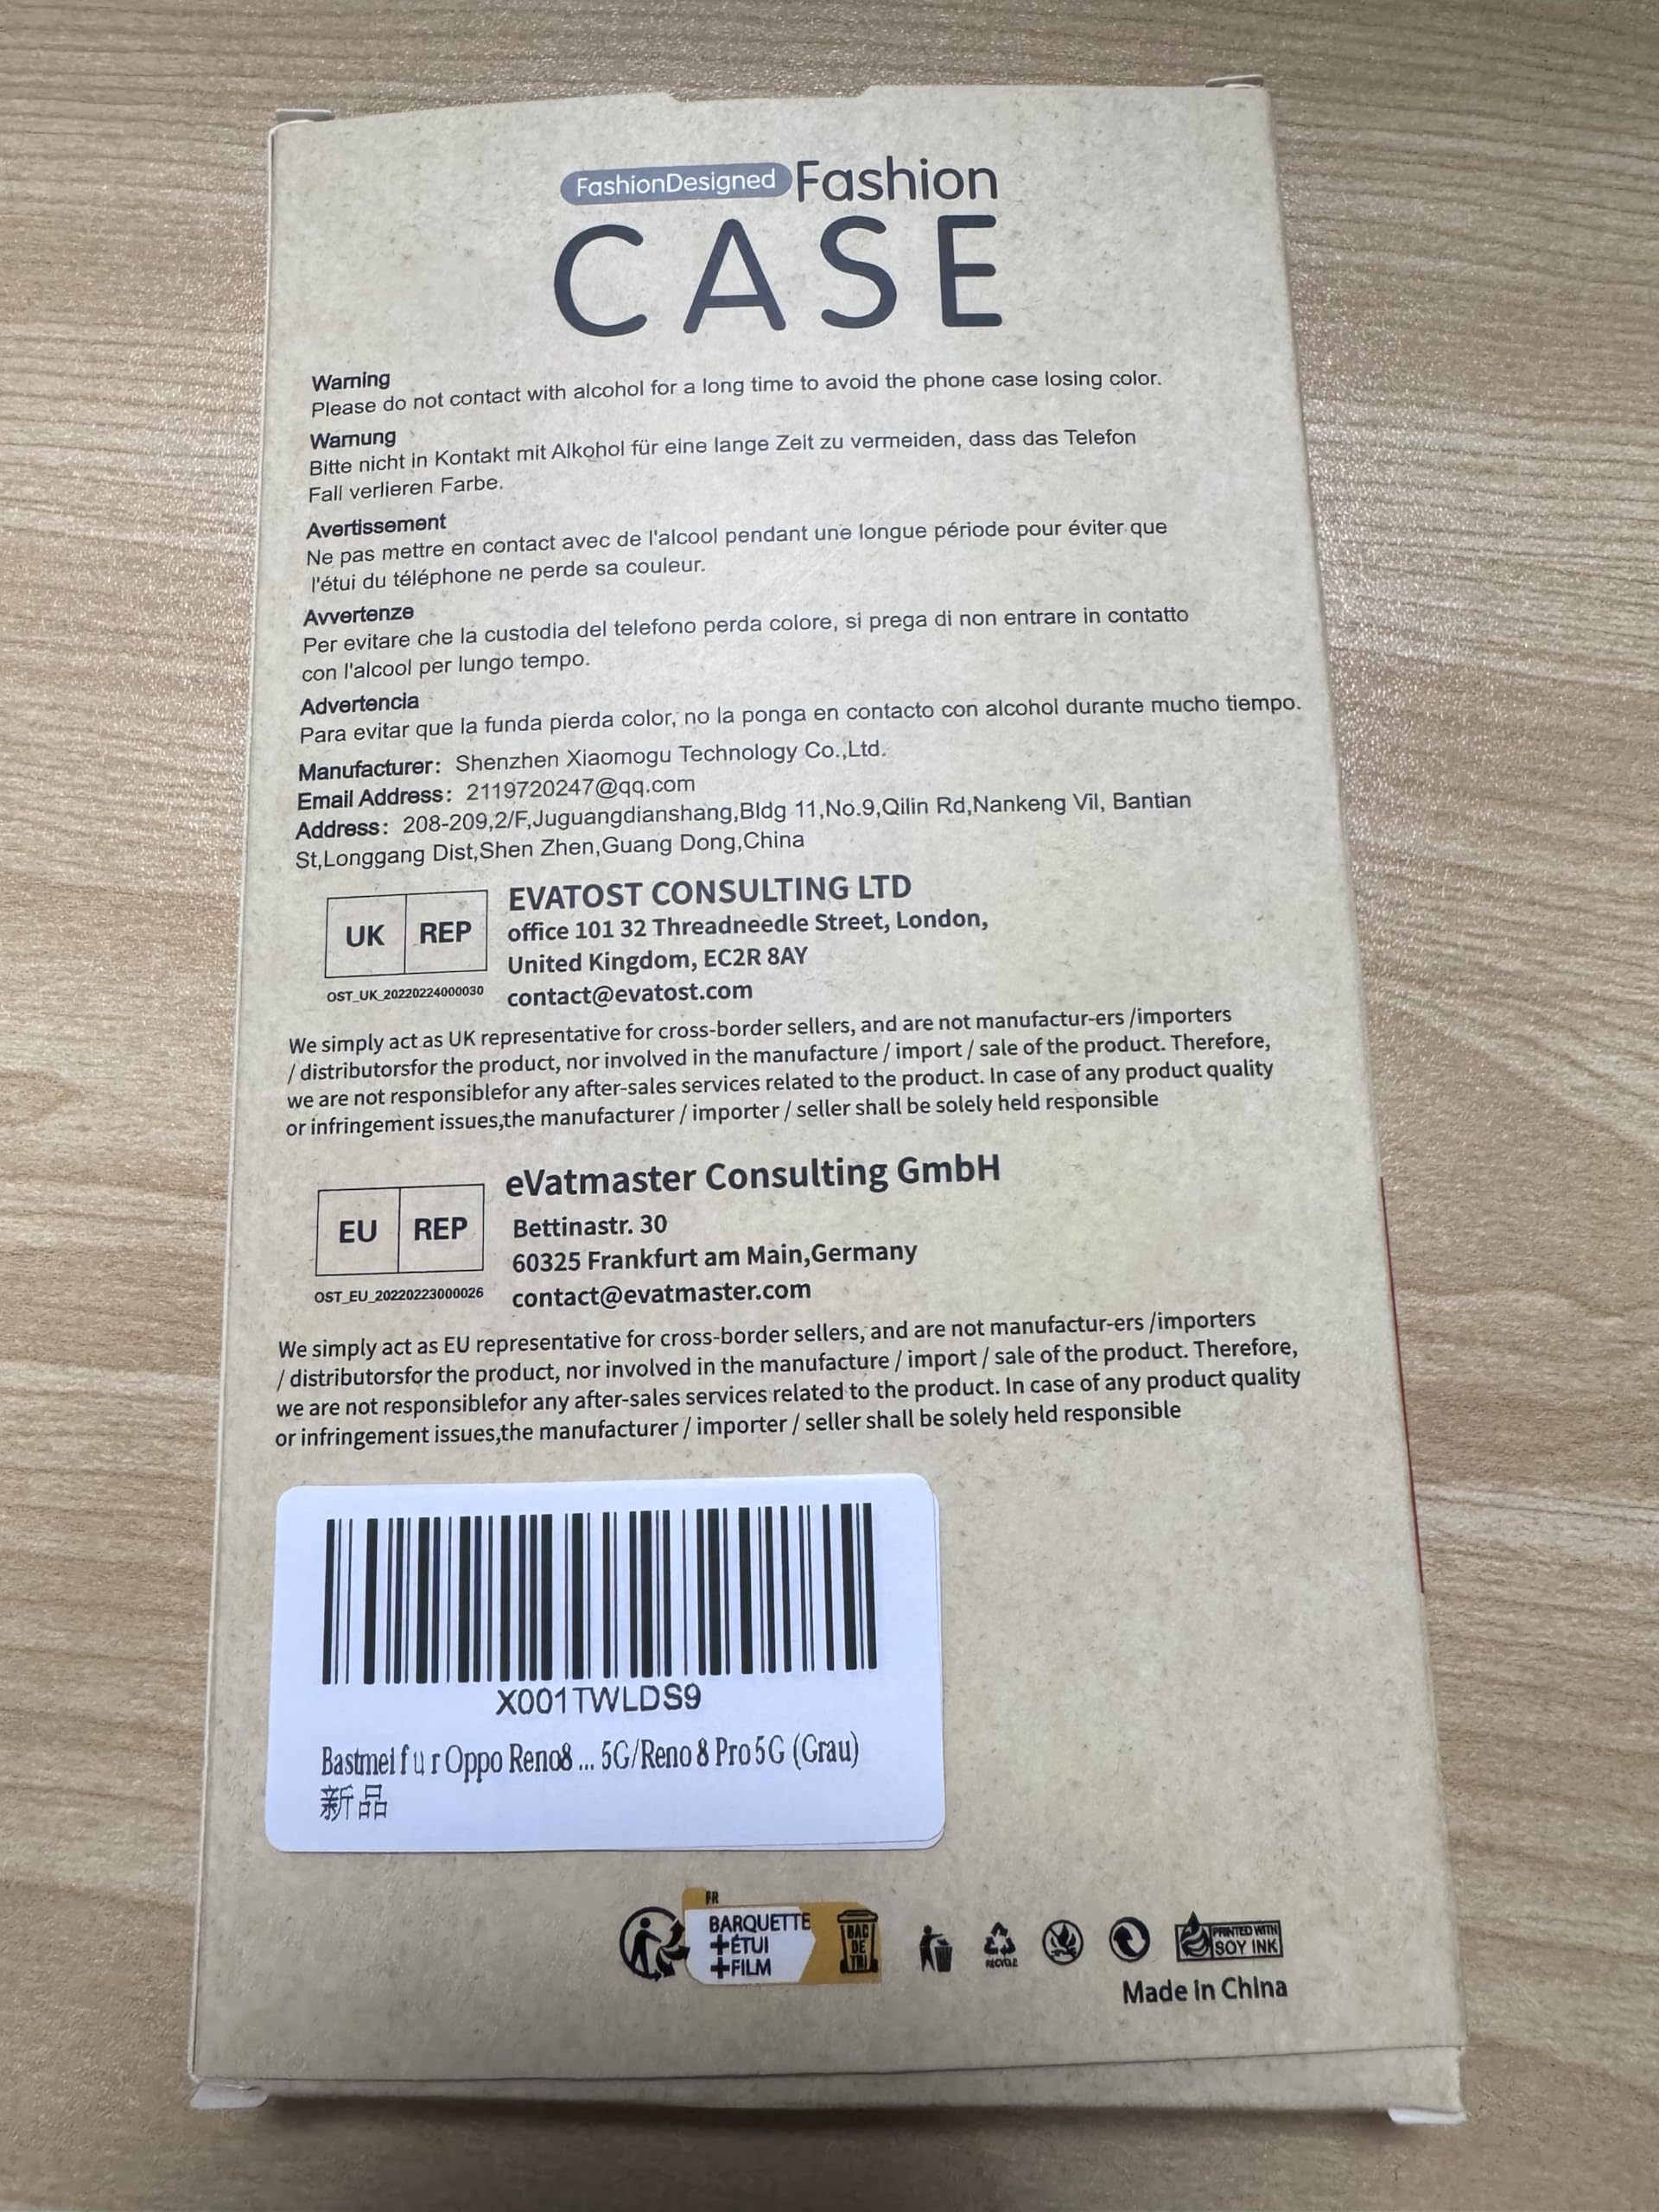 FashionDesigned Fashion
CASE
Warning
Please do not contact with alcohol for a long time to avoid the phone case losing color.
Warnung
Bitte nicht in Kontakt mit Alkohol für eine lange Zeit zu vermeiden, dass das Telefon
Fall verlieren Farbe.
Avertissement
Ne pas mettre en contact avec de l'alcool pendant une longue période pour éviter que
l'étui du téléphone ne perde sa couleur.
Avvertenze
Per evitare che la custodia del telefono perda colore, si prega di non entrare in contatto
con l'alcool per lungo tempo.
Advertencia
Para evitar que la funda pierda color, no la ponga en contacto con alcohol durante mucho tiempo.
Manufacturer: Shenzhen Xiaomogu Technology Co.,Ltd.
Email Address: 2119720247@qq.com
Address: 208-209,2/F,Juguangdianshang,Bldg 11,No.9,Qilin Rd,Nankeng Vil, Bantian
St,Longgang Dist,Shen Zhen,Guang Dong,China
UK REP
OST_UK_20220224000030
EVATOST CONSULTING LTD
office 101 32 Threadneedle Street, London,
United Kingdom, EC2R 8AY
contact@evatost.com
We simply act as UK representative for cross-border sellers, and are not manufactur-ers /importers
/ distributorsfor the product, nor involved in the manufacture / import / sale of the product. Therefore,
we are not responsiblefor any after-sales services related to the product. In case of any product quality
or infringement issues,the manufacturer / importer / seller shall be solely held responsible
EU REP
OST_EU_20220223000026
eVatmaster Consulting GmbH
Bettinastr. 30
60325 Frankfurt am Main,Germany
contact@evatmaster.com
We simply act as EU representative for cross-border sellers, and are not manufactur-ers /importers
/ distributorsfor the product, nor involved in the manufacture / import / sale of the product. Therefore,
we are not responsiblefor any after-sales services related to the product. In case of any product quality
or infringement issues,the manufacturer / importer / seller shall be solely held responsible
X001TWLDS9
Bastmei fur Oppo Reno8 ... 5G/Reno 8 Pro 5G (Grau)
新品
FR
BARQUETTE
+ÉTUI
+FILM
BAC
DE
TRI
RECYCLE
PRINTED WITH
SOY INK
Made in China